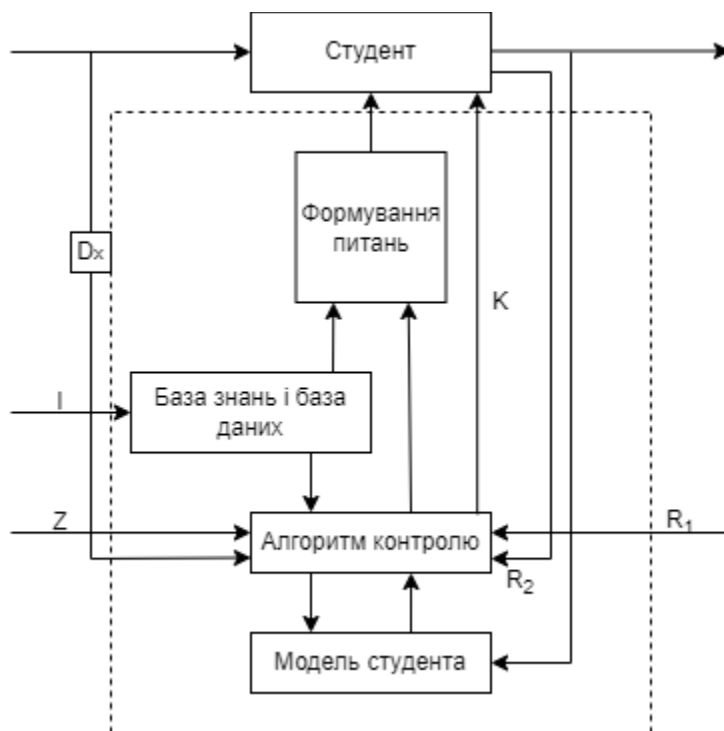 Студент
Формування
питань
Dx
K
База знань і база
даних
I
Z
Алгоритм контролю
R1
R2
Модель студента